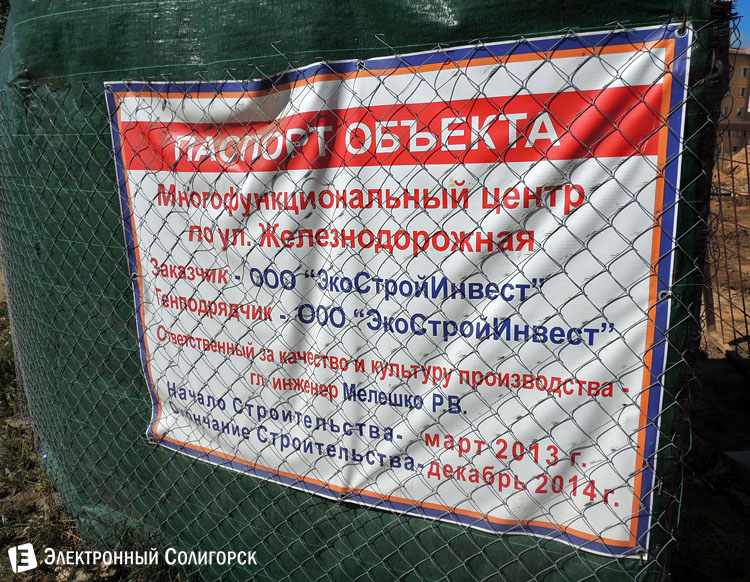 ПАСПОРТ ОБЪЕКТА
Многофункциональный центр
по ул. Железнодорожная
Заказчик - ООО "ЭкоСтройИнвест"
Генподрядчик - ООО "ЭкоСтройИнвест"
Ответственный за качество и культуру производства -
гл. инженер Мелешко Р.В.
Начало Строительства- март 2013 г.
Окончание Строительства.-декабрь 2014 г.
E Электронный Солигорск